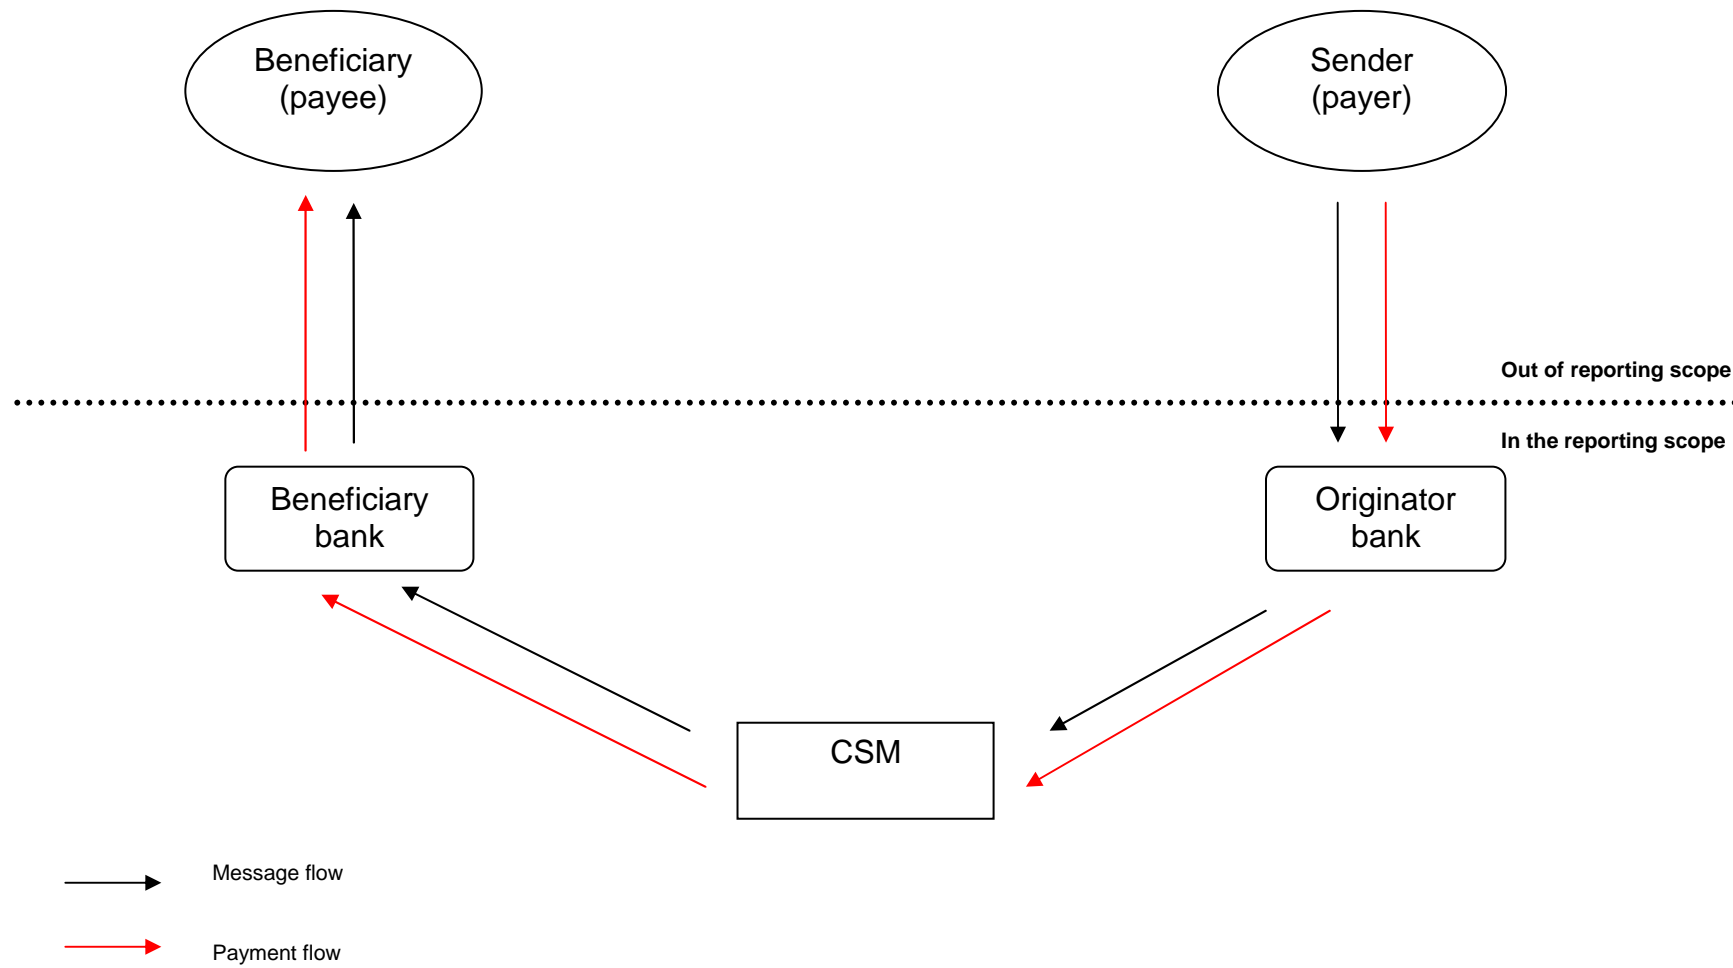 Beneficiary
(payee)
Sender
(payer)
Out of reporting scope
In the reporting scope
Beneficiary
bank
Originator
bank
CSM
Message flow
Payment flow